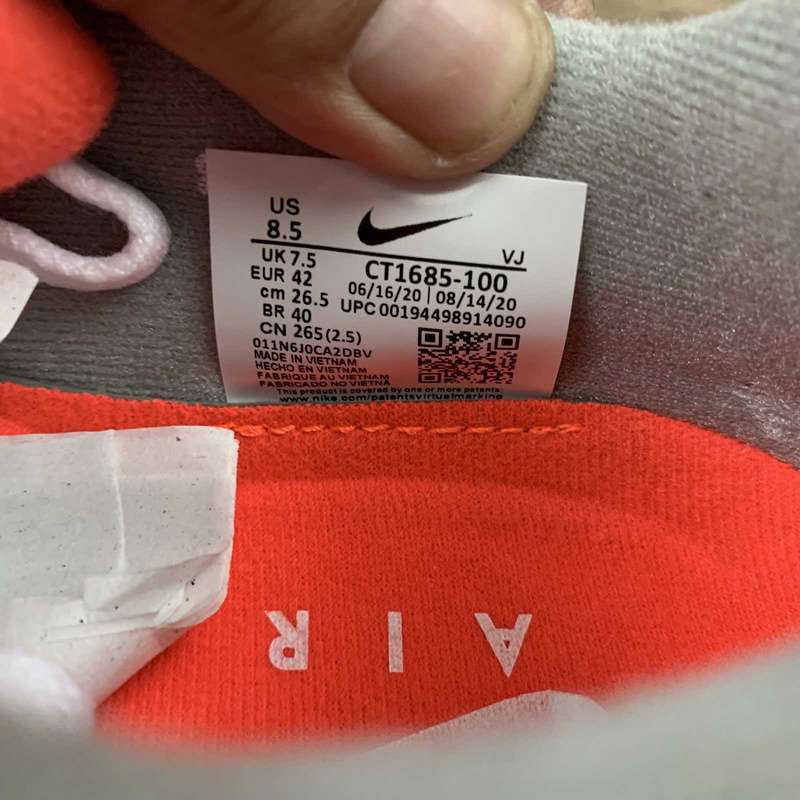 US
8.5
VJ
UK 7.5
CT1685-100
EUR 42
06/16/20 | 08/14/20
cm 26.5
UPC 00194498914090
BR 40
CN 265 (2.5)
011N6J0CA2DBV
MADE IN VIETNAM
HECHO EN VIETNAM
FABRIQUE AU VIETNAM
FABRICADO NO VIETNÃ
This product is covered by one or more patents:
www.nike.com/patentsvirtualmarking
AIR